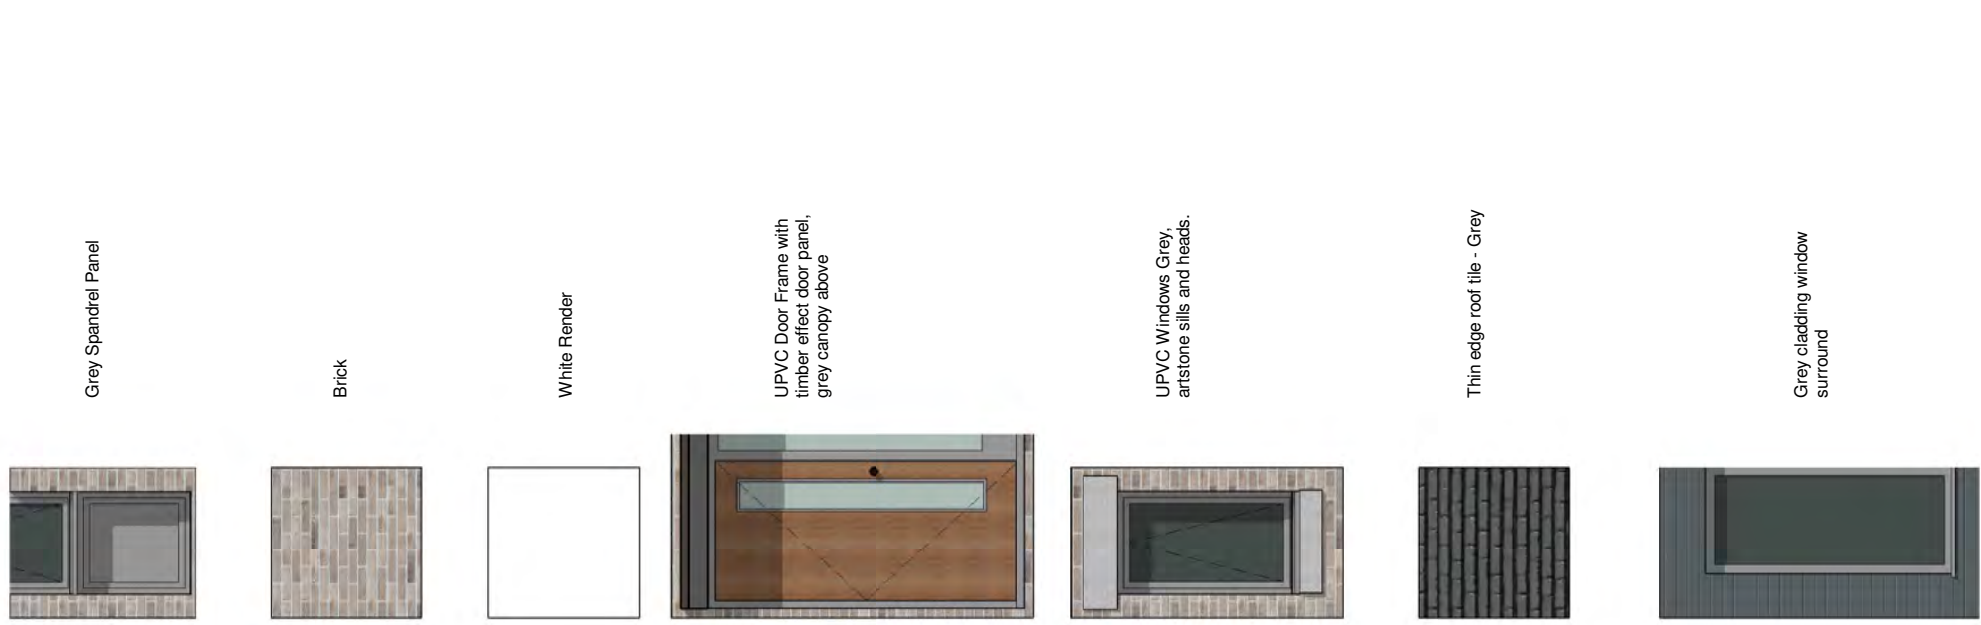 Grey Spandrel Panel
Brick
White Render
UPVC Door Frame with
timber effect door panel,
grey canopy above
UPVC Windows Grey,
artstone sills and heads.
Thin edge roof tile - Grey
Grey cladding window
surround